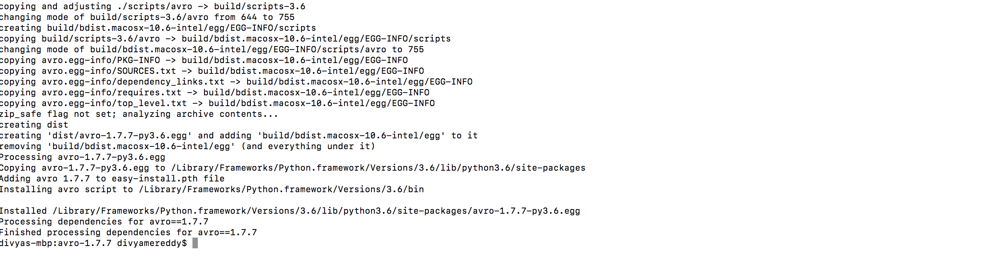 copying and adjusting ./scripts/avro -> build/scripts-3.6
changing mode of build/scripts-3.6/avro from 644 to 755
creating build/bdist.macosx-10.6-intel/egg/EGG-INFO/scripts
copying build/scripts-3.6/avro -> build/bdist.macosx-10.6-intel/egg/EGG-INFO/scripts
changing mode of build/bdist.macosx-10.6-intel/egg/EGG-INFO/scripts/avro to 755
copying avro.egg-info/PKG-INFO -> build/bdist.macosx-10.6-intel/egg/EGG-INFO
copying avro.egg-info/SOURCES.txt -> build/bdist.macosx-10.6-intel/egg/EGG-INFO
copying avro.egg-info/dependency_links.txt -> build/bdist.macosx-10.6-intel/egg/EGG-INFO
copying avro.egg-info/requires.txt -> build/bdist.macosx-10.6-intel/egg/EGG-INFO
copying avro.egg-info/top_level.txt -> build/bdist.macosx-10.6-intel/egg/EGG-INFO
zip_safe flag not set; analyzing archive contents...
creating dist
creating 'dist/avro-1.7.7-py3.6.egg' and adding 'build/bdist.macosx-10.6-intel/egg' to it
removing 'build/bdist.macosx-10.6-intel/egg' (and everything under it)
Processing avro-1.7.7-py3.6.egg
Copying avro-1.7.7-py3.6.egg to /Library/Frameworks/Python.framework/Versions/3.6/lib/python3.6/site-packages
Adding avro 1.7.7 to easy-install.pth file
Installing avro script to /Library/Frameworks/Python.framework/Versions/3.6/bin
Installed /Library/Frameworks/Python.framework/Versions/3.6/lib/python3.6/site-packages/avro-1.7.7-py3.6.egg
Processing dependencies for avro==1.7.7
Finished processing dependencies for avro==1.7.7
divyas-mbp:avro-1.7.7 divyamereddy$